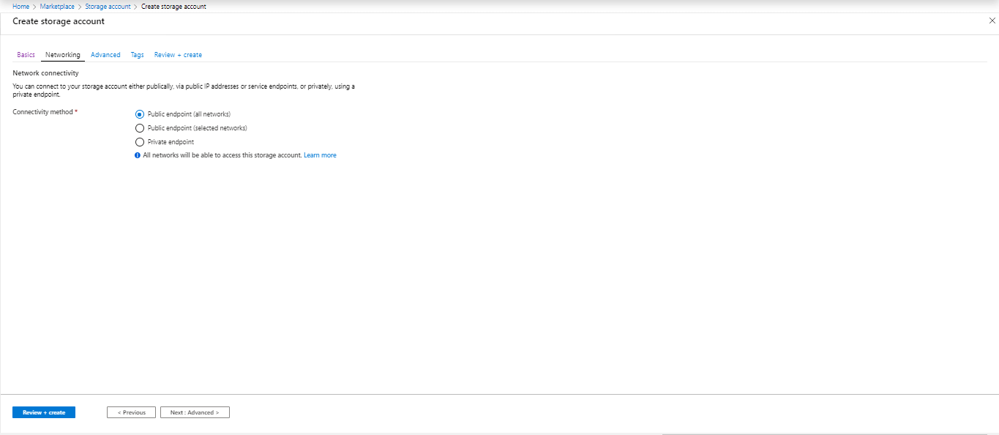 Home > Marketplace > Storage account > Create storage account
Create storage account
Basics Networking Advanced Tags Review + create
Network connectivity
You can connect to your storage account either publically, via public IP addresses or service endpoints, or privately, using a
private endpoint.
Connectivity method *
Public endpoint (all networks)
Public endpoint (selected networks)
Private endpoint
All networks will be able to access this storage account. Learn more
Review + create < Previous Next : Advanced >